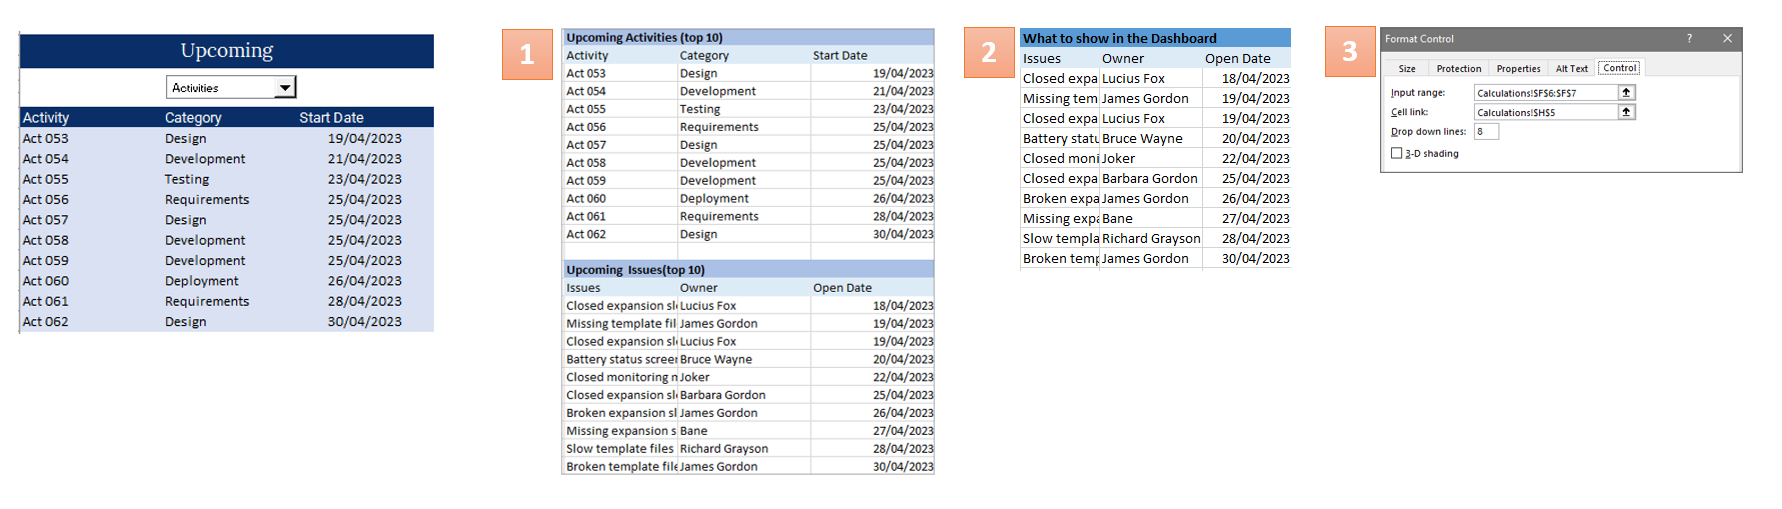 Upcoming
Activities
Activity Category Start Date
Act 053 Design 19/04/2023
Act 054 Development 21/04/2023
Act 055 Testing 23/04/2023
Act 056 Requirements 25/04/2023
Act 057 Design 25/04/2023
Act 058 Development 25/04/2023
Act 059 Development 25/04/2023
Act 060 Deployment 26/04/2023
Act 061 Requirements 28/04/2023
Act 062 Design 30/04/2023
1
Upcoming Activities (top 10)
Activity Category Start Date
Act 053 Design 19/04/2023
Act 054 Development 21/04/2023
Act 055 Testing 23/04/2023
Act 056 Requirements 25/04/2023
Act 057 Design 25/04/2023
Act 058 Development 25/04/2023
Act 059 Development 25/04/2023
Act 060 Deployment 26/04/2023
Act 061 Requirements 28/04/2023
Act 062 Design 30/04/2023
Upcoming Issues(top 10)
Issues Owner Open Date
Closed expansion sl Lucius Fox 18/04/2023
Missing template fil James Gordon 19/04/2023
Closed expansion sl Lucius Fox 19/04/2023
Battery status screer Bruce Wayne 20/04/2023
Closed monitoring n Joker 22/04/2023
Closed expansion sl Barbara Gordon 25/04/2023
Broken expansion sl James Gordon 26/04/2023
Missing expansion s Bane 27/04/2023
Slow template files Richard Grayson 28/04/2023
Broken template file James Gordon 30/04/2023
2
What to show in the Dashboard
Issues Owner Open Date
Closed expa Lucius Fox 18/04/2023
Missing tem James Gordon 19/04/2023
Closed expa Lucius Fox 19/04/2023
Battery statu Bruce Wayne 20/04/2023
Closed moni Joker 22/04/2023
Closed expa Barbara Gordon 25/04/2023
Broken expa James Gordon 26/04/2023
Missing expa Bane 27/04/2023
Slow templa Richard Grayson 28/04/2023
Broken temp James Gordon 30/04/2023
3
Format Control ? ×
Size Protection Properties Alt Text Control
Input range: Calculations!$F$6:$F$7
Cell link: Calculations!$H$5
Drop down lines: 8
3-D shading